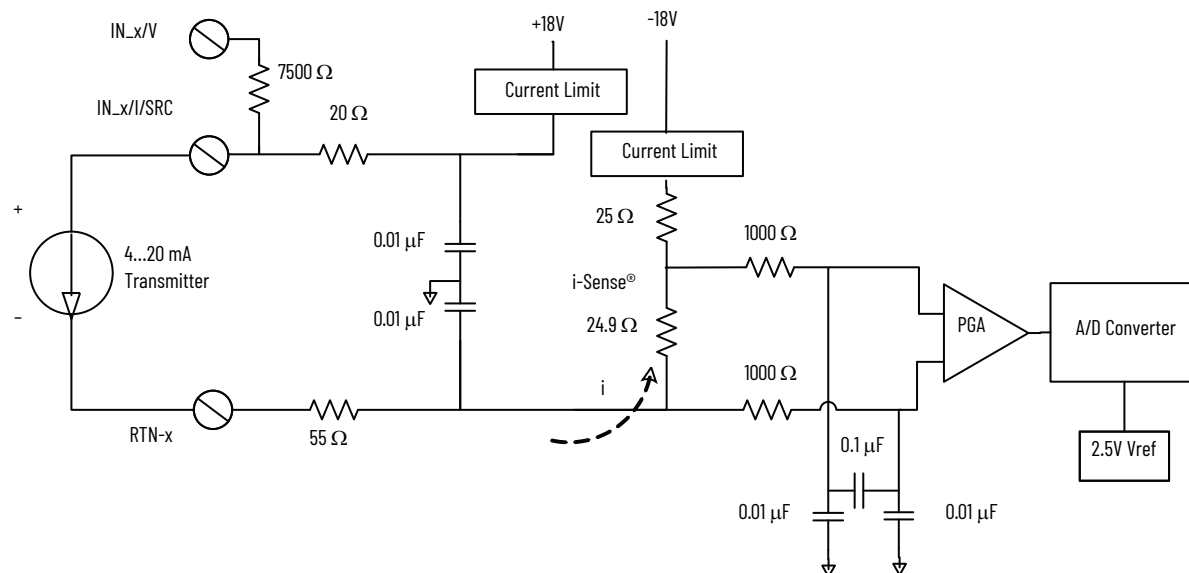 IN_x/V
+18V
-18V
7500 Ω
Current Limit
IN_x/I/SRC
20 Ω
Current Limit
25 Ω
1000 Ω
+
4...20 mA
Transmitter
0.01 µF
i-Sense®
-
0.01 µF
24.9 Ω
PGA
A/D Converter
1000 Ω
i
RTN-x
55 Ω
0.1 µF
2.5V Vref
0.01 µF
0.01 µF